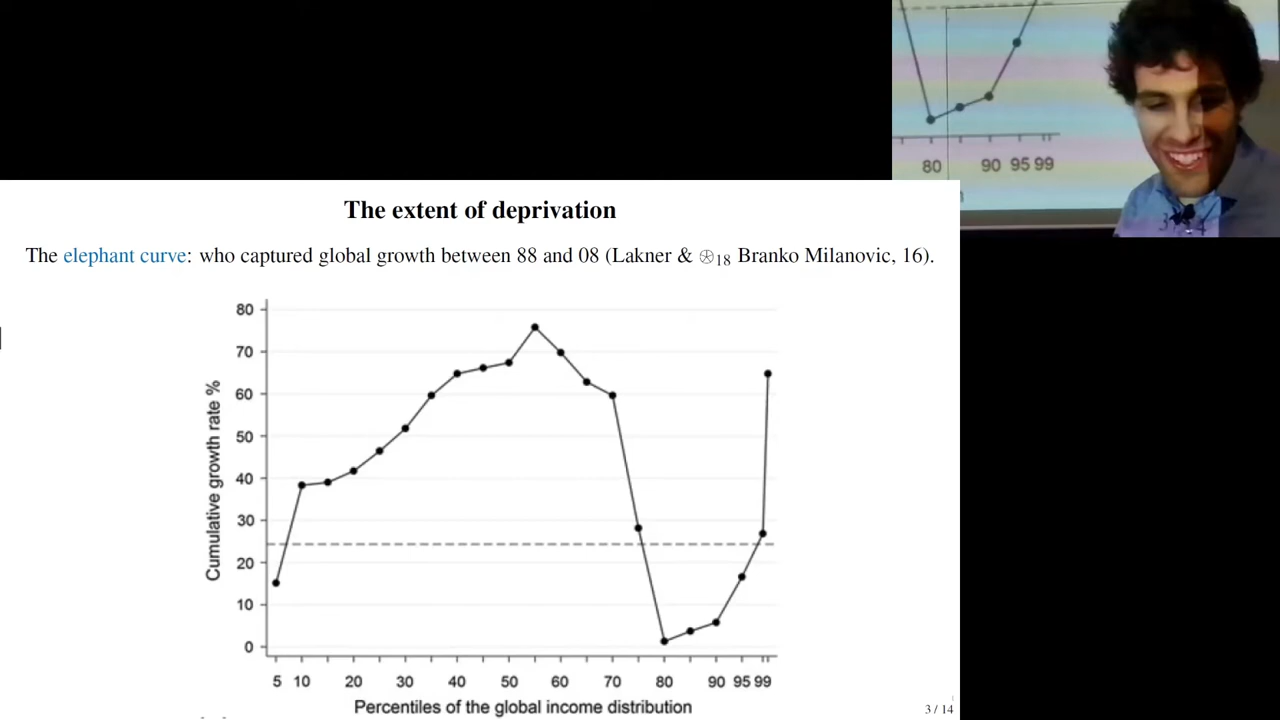 80 90 95 99
The extent of deprivation
The elephant curve: who captured global growth between 88 and 08 (Lakner & ⊛18 Branko Milanovic, 16).
Cumulative growth rate %
80
70
60
50
40
30
20
10
0
5 10 20 30 40 50 60 70 80 90 95 99
Percentiles of the global income distribution
3 / 14